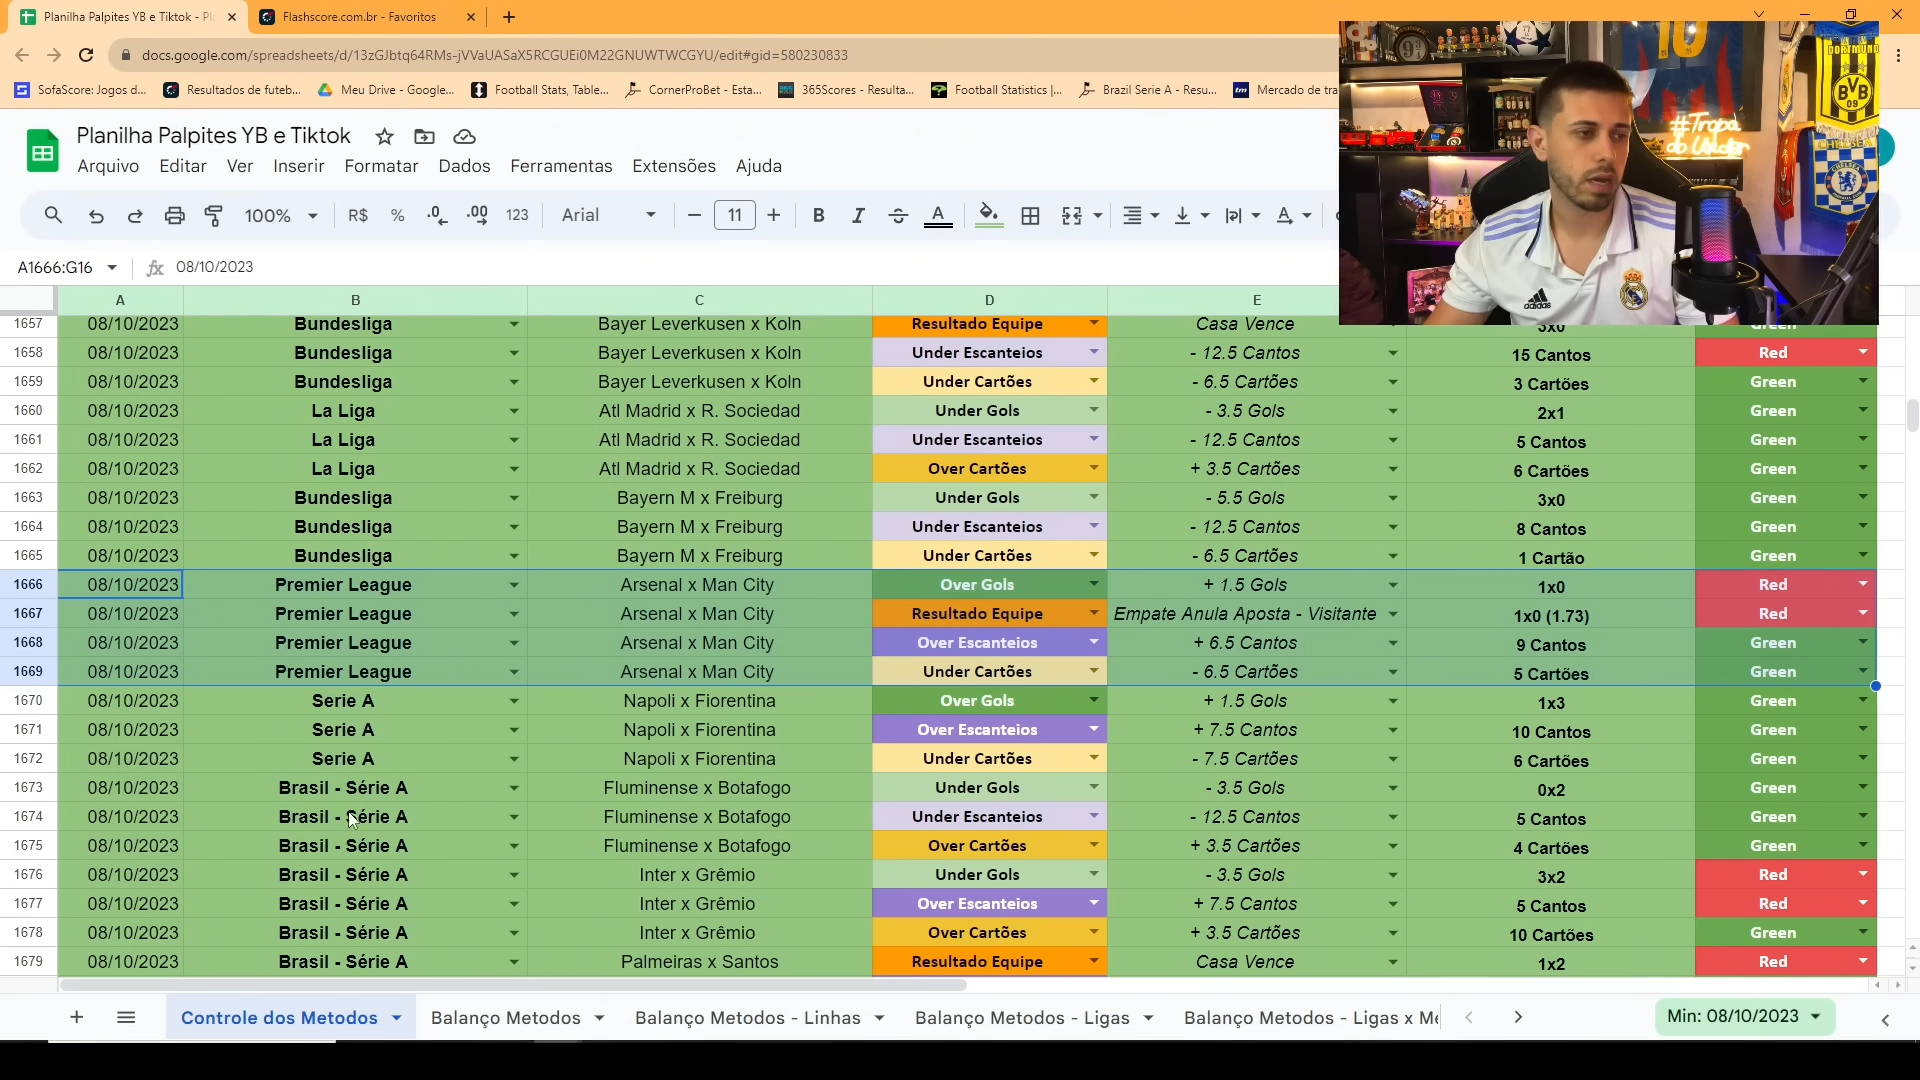 Planilha Palpites YB e Tiktok - Pl
Flashscore.com.br - Favoritos
docs.google.com/spreadsheets/d/13zGJbtq64RMs-jVVaUASaX5RCGUEi0M22GNUWTWCGYU/edit#gid=580230833
SofaScore: Jogos d...
Resultados de futeb...
Meu Drive - Google...
Football Stats, Table...
CornerProBet - Esta...
365Scores - Resulta...
Football Statistics |...
Brazil Serie A - Resu...
Mercado de tra
Planilha Palpites YB e Tiktok
Arquivo Editar Ver Inserir Formatar Dados Ferramentas Extensões Ajuda
100% R$ % .0 .00 123 Arial 11 B I S A
A1666:G16 fx 08/10/2023
A B C D E
1657 08/10/2023 Bundesliga Bayer Leverkusen x Koln Resultado Equipe Casa Vence 3x0 Green
1658 08/10/2023 Bundesliga Bayer Leverkusen x Koln Under Escanteios - 12.5 Cantos 15 Cantos Red
1659 08/10/2023 Bundesliga Bayer Leverkusen x Koln Under Cartões - 6.5 Cartões 3 Cartões Green
1660 08/10/2023 La Liga Atl Madrid x R. Sociedad Under Gols - 3.5 Gols 2x1 Green
1661 08/10/2023 La Liga Atl Madrid x R. Sociedad Under Escanteios - 12.5 Cantos 5 Cantos Green
1662 08/10/2023 La Liga Atl Madrid x R. Sociedad Over Cartões + 3.5 Cartões 6 Cartões Green
1663 08/10/2023 Bundesliga Bayern M x Freiburg Under Gols - 5.5 Gols 3x0 Green
1664 08/10/2023 Bundesliga Bayern M x Freiburg Under Escanteios - 12.5 Cantos 8 Cantos Green
1665 08/10/2023 Bundesliga Bayern M x Freiburg Under Cartões - 6.5 Cartões 1 Cartão Green
1666 08/10/2023 Premier League Arsenal x Man City Over Gols + 1.5 Gols 1x0 Red
1667 08/10/2023 Premier League Arsenal x Man City Resultado Equipe Empate Anula Aposta - Visitante 1x0 (1.73) Red
1668 08/10/2023 Premier League Arsenal x Man City Over Escanteios + 6.5 Cantos 9 Cantos Green
1669 08/10/2023 Premier League Arsenal x Man City Under Cartões - 6.5 Cartões 5 Cartões Green
1670 08/10/2023 Serie A Napoli x Fiorentina Over Gols + 1.5 Gols 1x3 Green
1671 08/10/2023 Serie A Napoli x Fiorentina Over Escanteios + 7.5 Cantos 10 Cantos Green
1672 08/10/2023 Serie A Napoli x Fiorentina Under Cartões - 7.5 Cartões 6 Cartões Green
1673 08/10/2023 Brasil - Série A Fluminense x Botafogo Under Gols - 3.5 Gols 0x2 Green
1674 08/10/2023 Brasil - Série A Fluminense x Botafogo Under Escanteios - 12.5 Cantos 5 Cantos Green
1675 08/10/2023 Brasil - Série A Fluminense x Botafogo Over Cartões + 3.5 Cartões 4 Cartões Green
1676 08/10/2023 Brasil - Série A Inter x Grêmio Under Gols - 3.5 Gols 3x2 Red
1677 08/10/2023 Brasil - Série A Inter x Grêmio Over Escanteios + 7.5 Cantos 5 Cantos Red
1678 08/10/2023 Brasil - Série A Inter x Grêmio Over Cartões + 3.5 Cartões 10 Cartões Green
1679 08/10/2023 Brasil - Série A Palmeiras x Santos Resultado Equipe Casa Vence 1x2 Red
Controle dos Metodos
Balanço Metodos
Balanço Metodos - Linhas
Balanço Metodos - Ligas
Balanço Metodos - Ligas x Me
Min: 08/10/2023
#Tropa
do
DORTMUND
BVB
09
CHELSEA
adidas
10